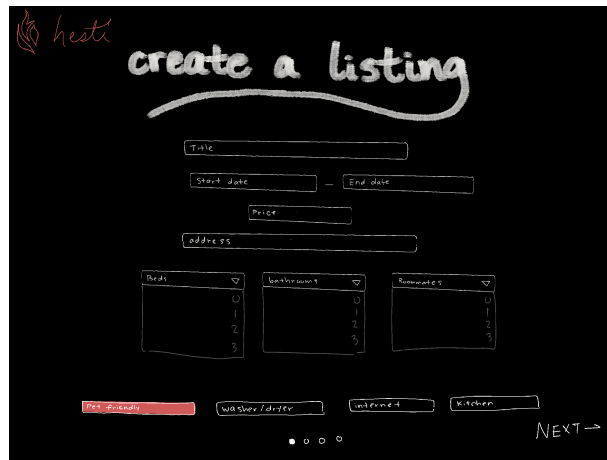 hesti
create a listing
Title
Start date – End date
Price
address
Beds bathrooms Roommates
0 0 0
1 1 1
2 2 2
3 3 3
Pet friendly washer/dryer internet Kitchen
NEXT→